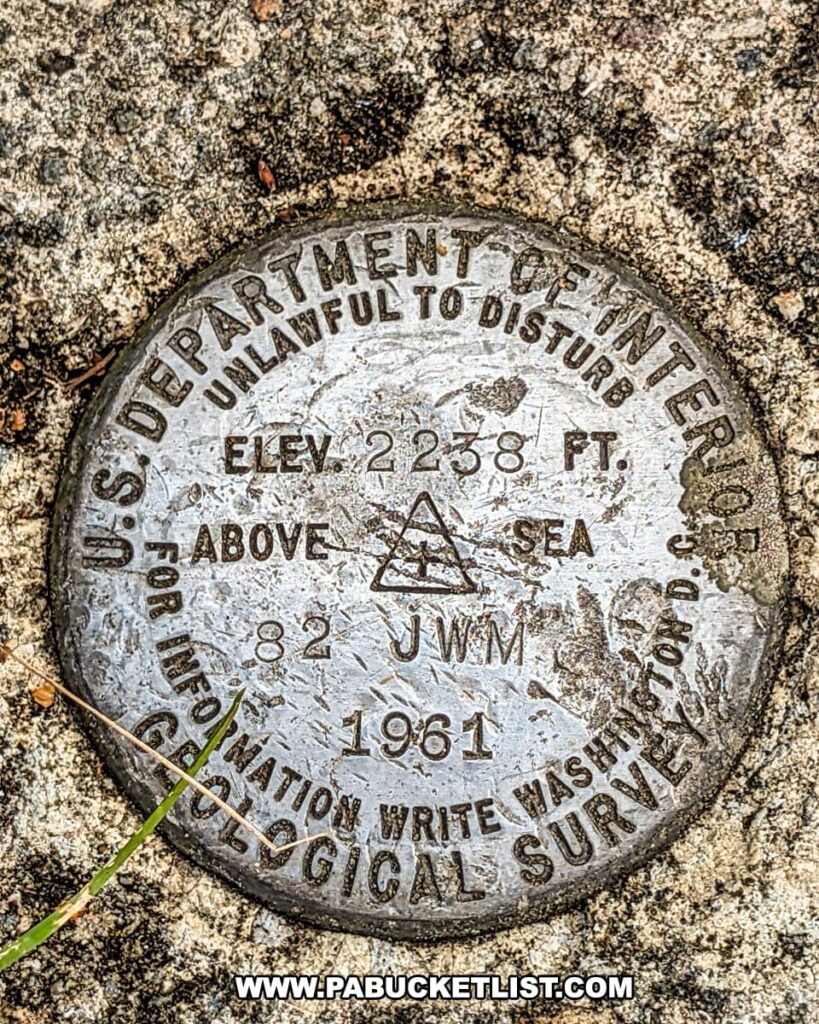 U.S. DEPARTMENT OF INTERIOR
UNLAWFUL TO DISTURB
ELEV. 2238 FT.
ABOVE SEA
82 JWM
1961
FOR INFORMATION WRITE WASHINGTON D.C
GEOLOGICAL SURVEY
WWW.PABUCKETLIST.COM